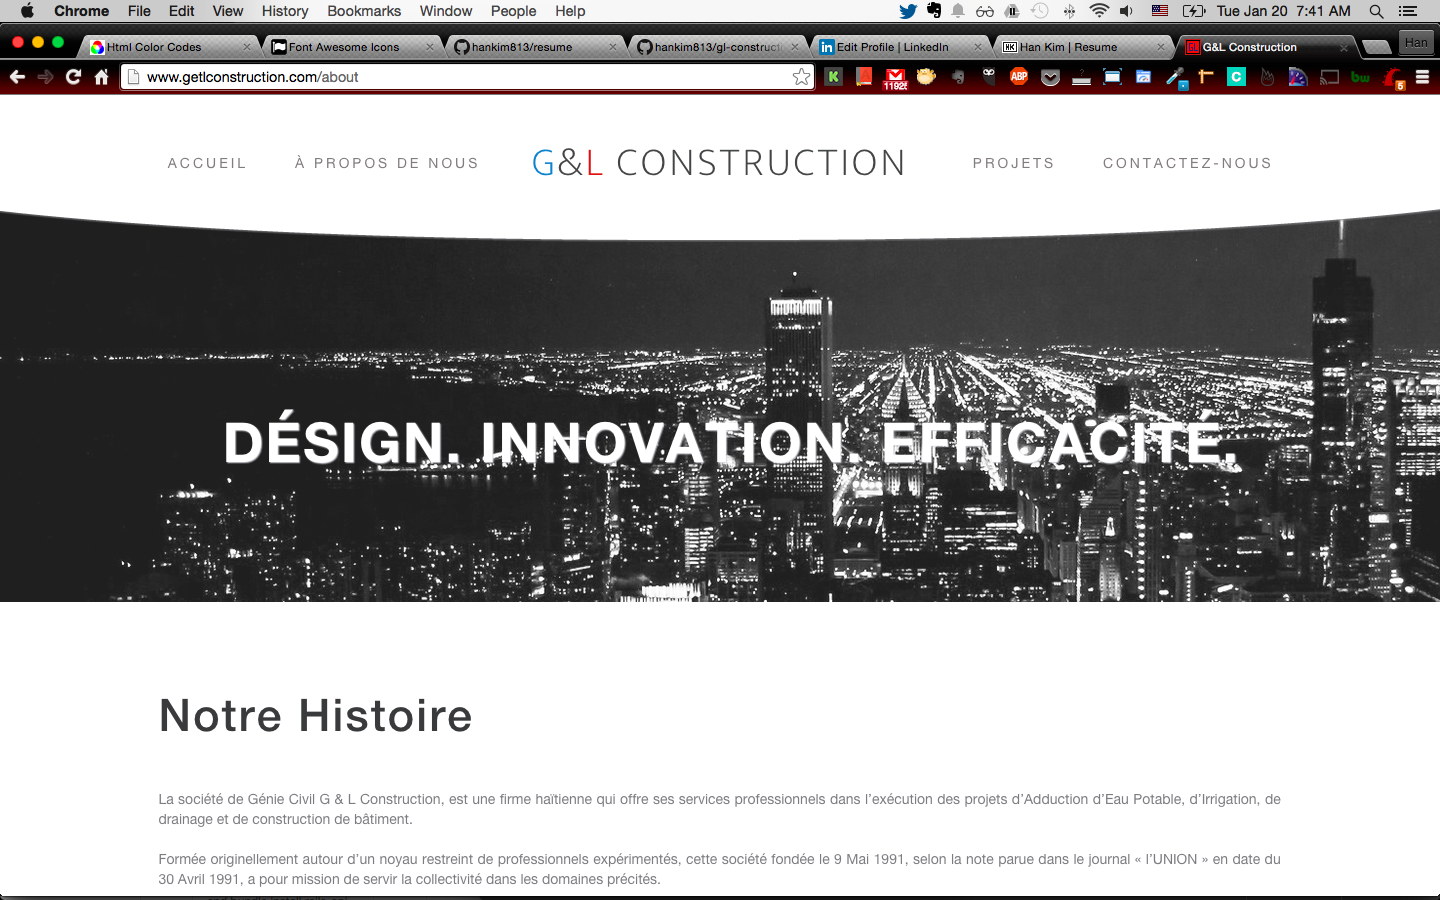 Chrome File Edit View History Bookmarks Window People Help Tue Jan 20 7:41 AM
Html Color Codes Font Awesome Icons hankim813/resume hankim813/gl-construct Edit Profile | LinkedIn HK Han Kim | Resume G&L Construction Han
www.getlconstruction.com/about
ACCUEIL À PROPOS DE NOUS G&L CONSTRUCTION PROJETS CONTACTEZ-NOUS
DÉSIGN. INNOVATION. EFFICACITÉ.
Notre Histoire
La société de Génie Civil G & L Construction, est une firme haïtienne qui offre ses services professionnels dans l'exécution des projets d'Adduction d'Eau Potable, d'Irrigation, de
drainage et de construction de bâtiment.
Formée originellement autour d'un noyau restreint de professionnels expérimentés, cette société fondée le 9 Mai 1991, selon la note parue dans le journal « l'UNION » en date du
30 Avril 1991, a pour mission de servir la collectivité dans les domaines précités.